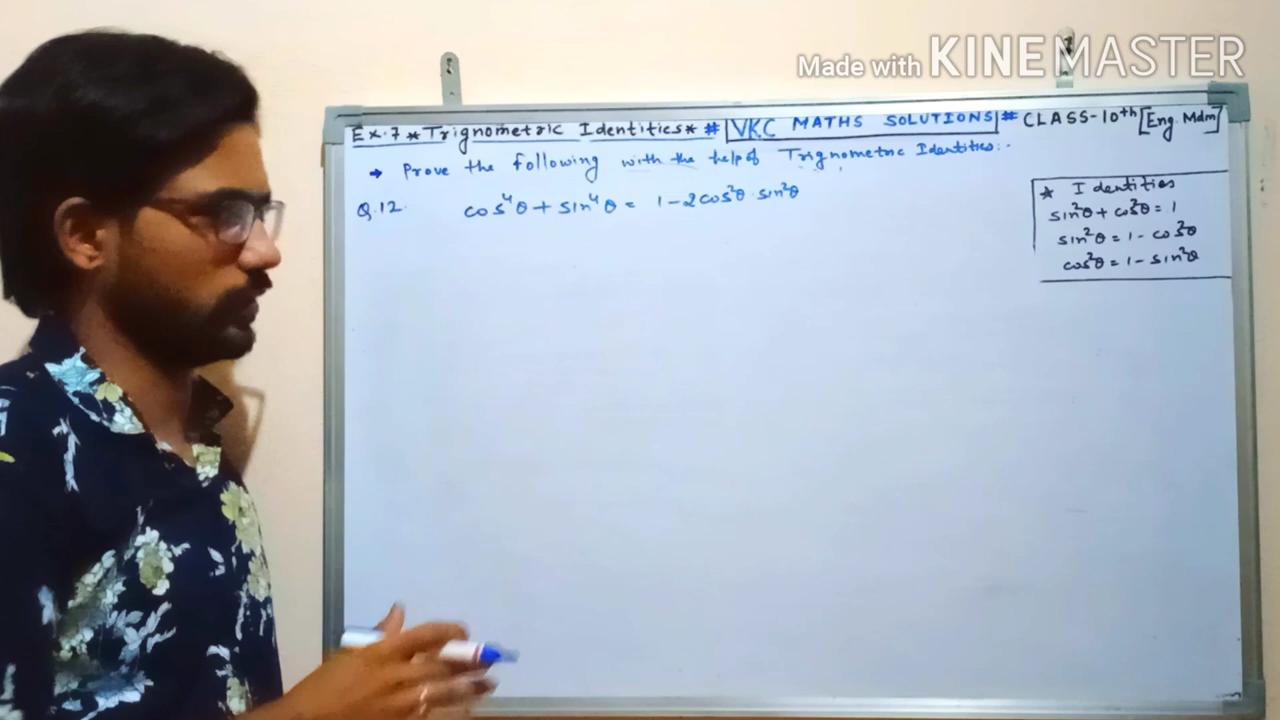 Made with KINEMASTER
Ex.7 * Trignometric Identities * # VKC MATHS SOLUTIONS # CLASS-10th [Eng. Mdm]
→ Prove the following with the help of Trignometric Identities:-
Q.12. cos⁴θ + sin⁴θ = 1 - 2cos²θ · sin²θ
* Identities
sin²θ + cos²θ = 1
sin²θ = 1 - cos²θ
cos²θ = 1 - sin²θ